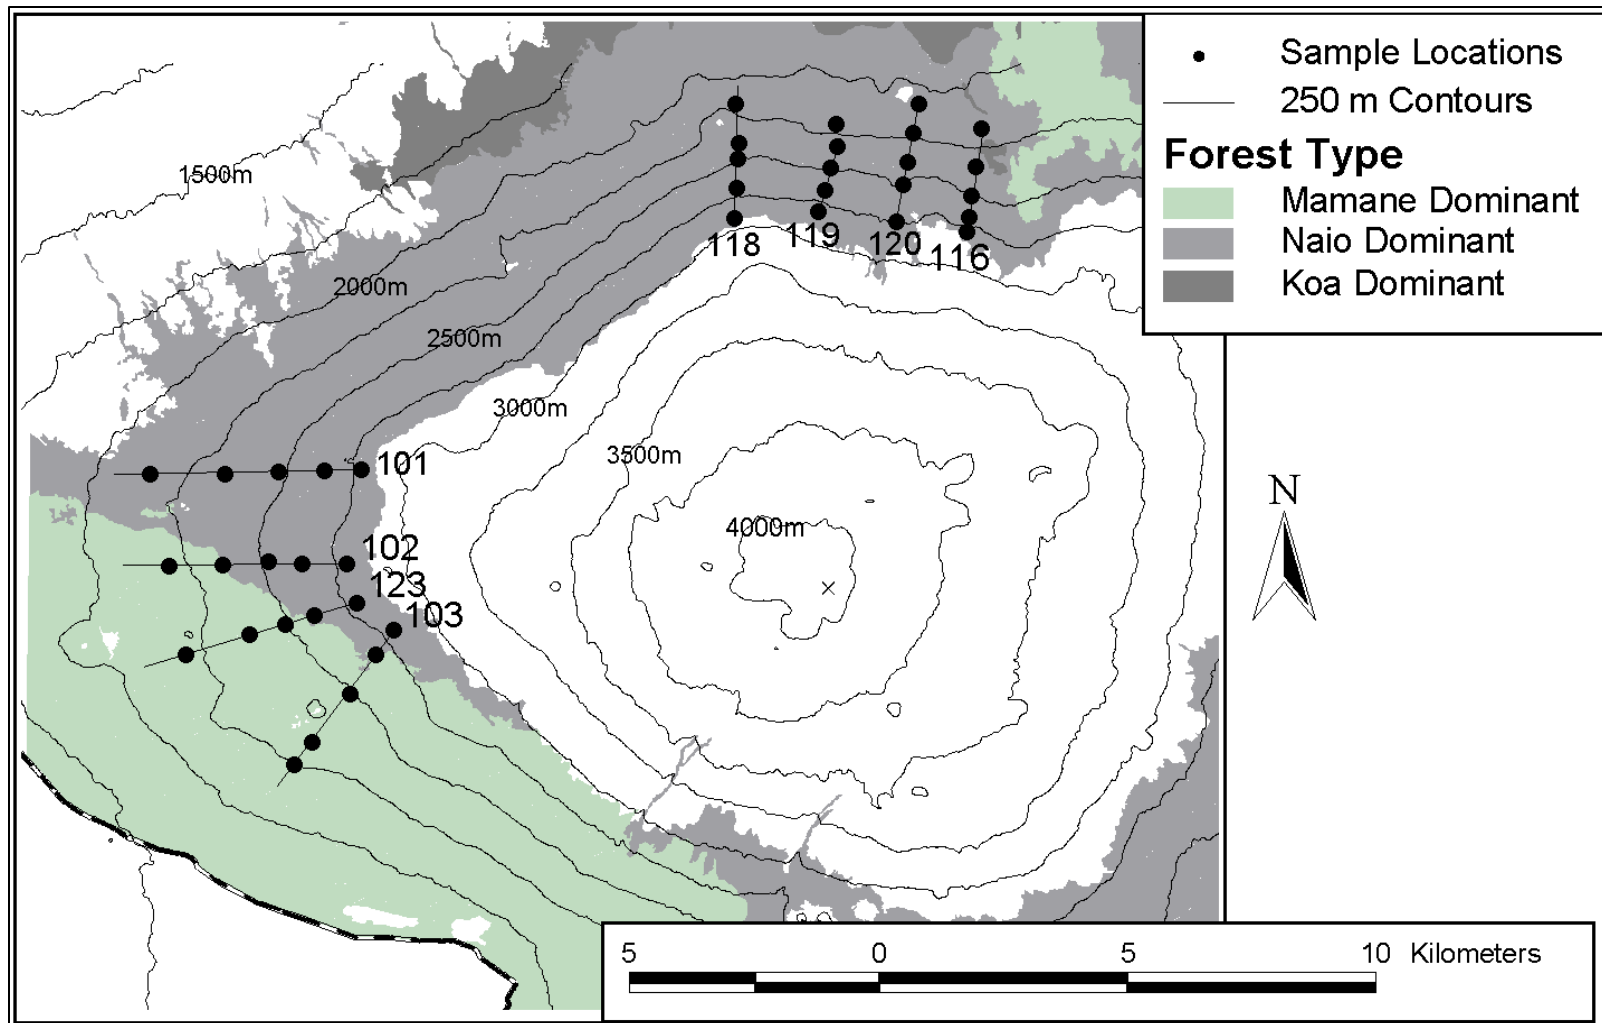 Sample Locations
250 m Contours
Forest Type
Mamane Dominant
Naio Dominant
Koa Dominant
1500m
118
119
120
116
2000m
2500m
3000m
3500m
101
4000m
102
123
103
N
5 0 5 10 Kilometers